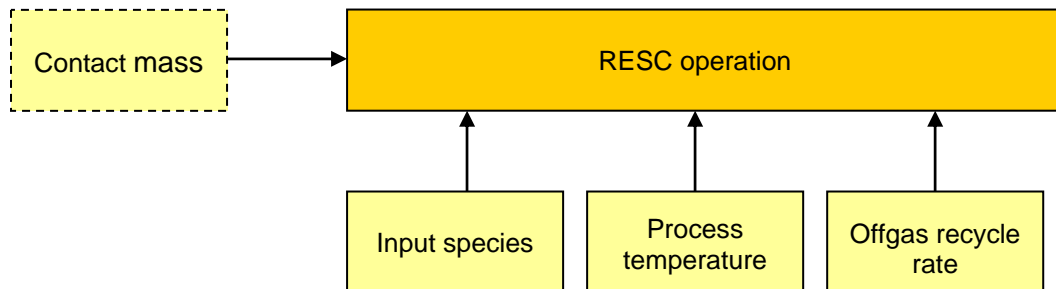 Contact mass
RESC operation
Input species
Process
temperature
Offgas recycle
rate